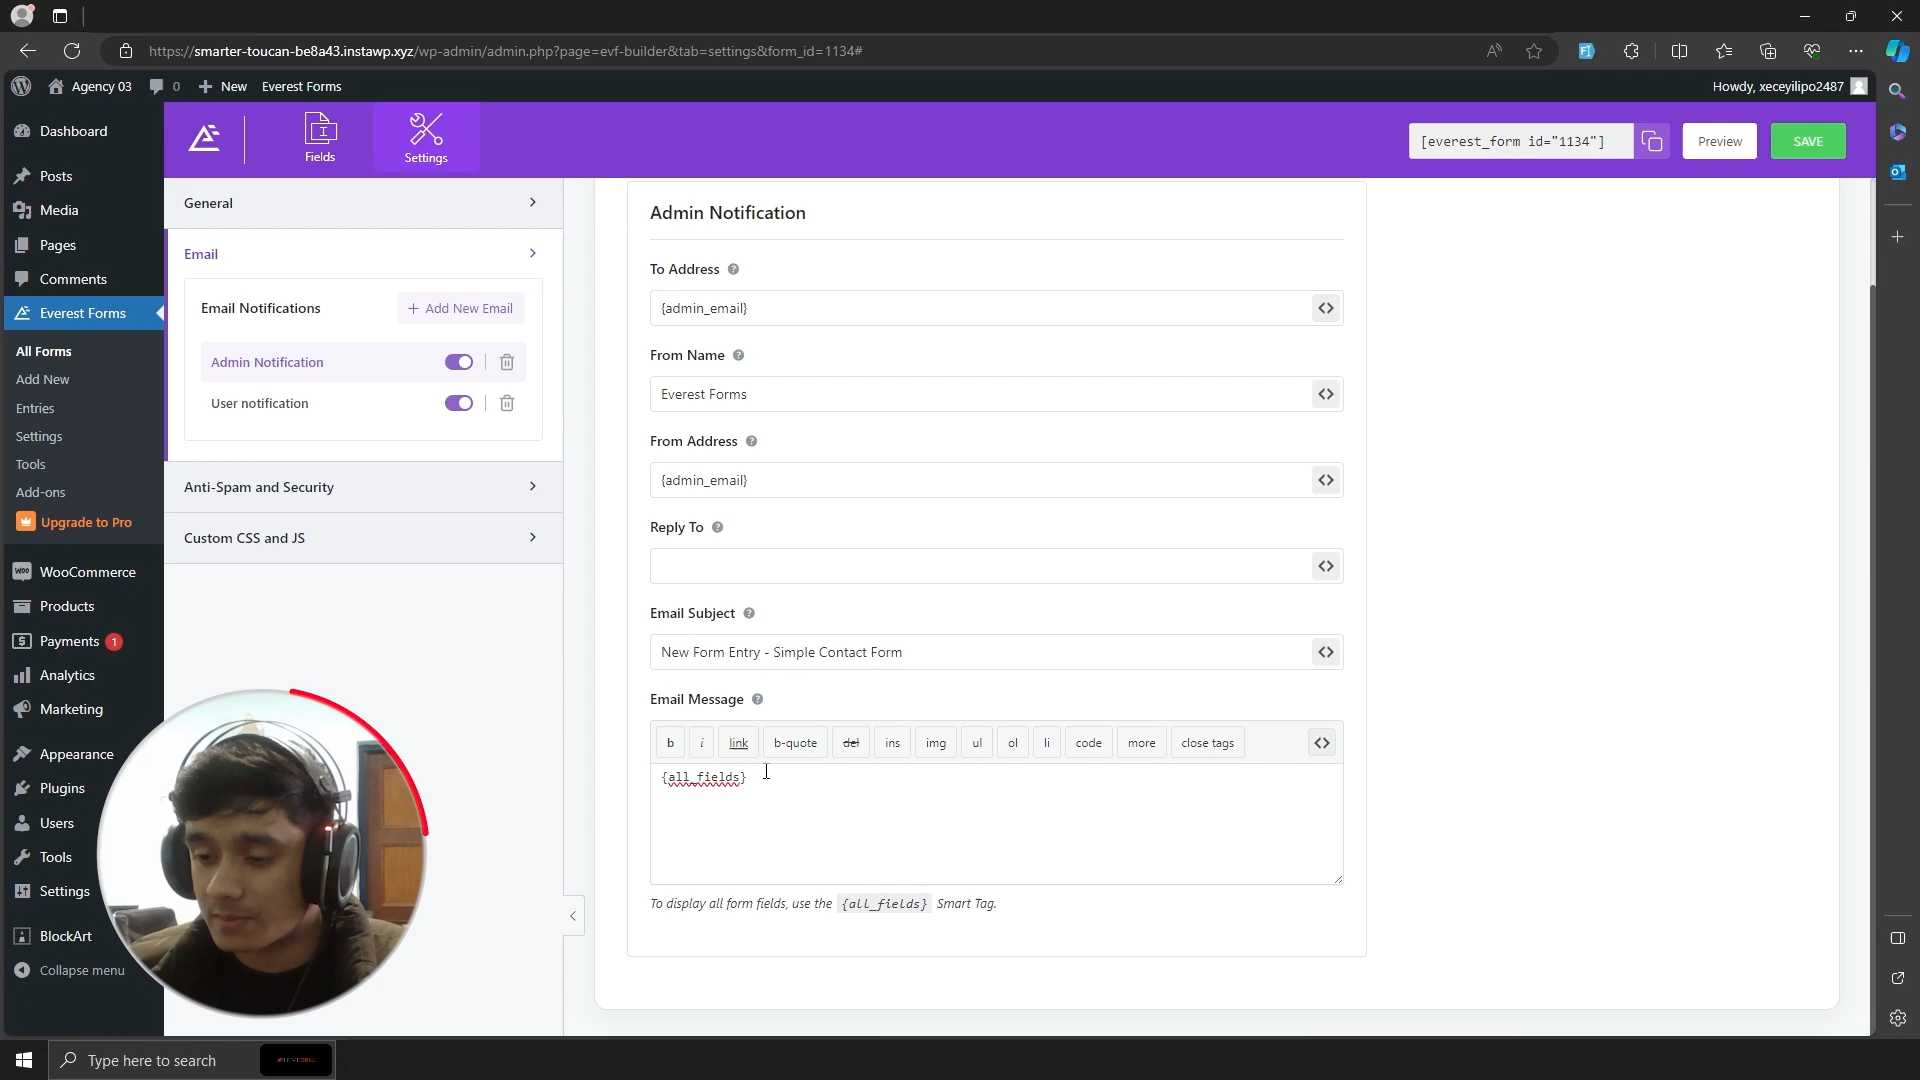 https://smarter-toucan-be8a43.instawp.xyz/wp-admin/admin.php?page=evf-builder&tab=settings&form_id=1134#
Agency 03
0
New
Everest Forms
Howdy, xeceyilipo2487
Dashboard
Posts
Media
Pages
Comments
Everest Forms
All Forms
Add New
Entries
Settings
Tools
Add-ons
Upgrade to Pro
WooCommerce
Products
Payments 1
Analytics
Marketing
Appearance
Plugins
Users
Tools
Settings
BlockArt
Collapse menu
Fields
Settings
[everest_form id="1134"]
Preview
SAVE
General
Email
Email Notifications
+ Add New Email
Admin Notification
User notification
Anti-Spam and Security
Custom CSS and JS
Admin Notification
To Address
{admin_email}
From Name
Everest Forms
From Address
{admin_email}
Reply To
Email Subject
New Form Entry - Simple Contact Form
Email Message
b i link b-quote del ins img ul ol li code more close tags
{all_fields}
To display all form fields, use the {all_fields} Smart Tag.
Type here to search